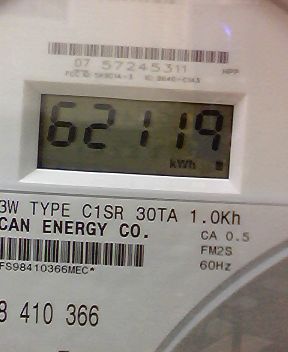 07 57245311
HPP
62119
kWh
3W TYPE C1SR 30TA 1.0Kh
CAN ENERGY CO.
CA 0.5
FM2S
60Hz
FS98410366MEC*
8 410 366